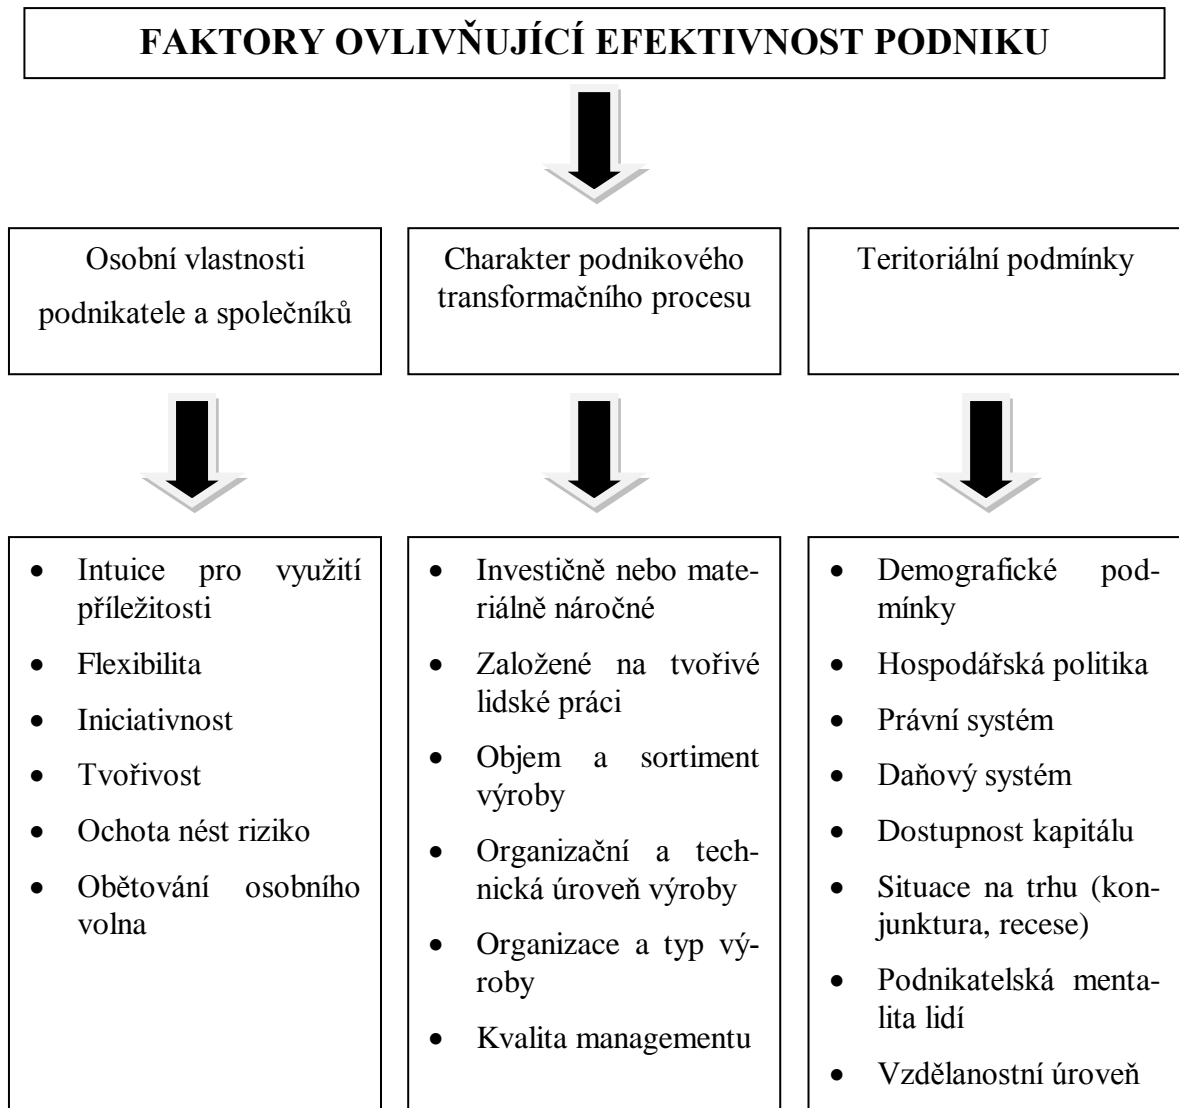 FAKTORY OVLIVŇUJÍCÍ EFEKTIVNOST PODNIKU
Osobní vlastnosti
podnikatele a společníků
Charakter podnikového
transformačního procesu
Teritoriální podmínky
• Intuice pro využití
příležitosti
• Flexibilita
• Iniciativnost
• Tvořivost
• Ochota nést riziko
• Obětování osobního
volna
• Investičně nebo mate-
riálně náročné
• Založené na tvořivé
lidské práci
• Objem a sortiment
výroby
• Organizační a tech-
nická úroveň výroby
• Organizace a typ vý-
roby
• Kvalita managementu
• Demografické pod-
mínky
• Hospodářská politika
• Právní systém
• Daňový systém
• Dostupnost kapitálu
• Situace na trhu (kon-
junktura, recese)
• Podnikatelská menta-
lita lidí
• Vzdělanostní úroveň